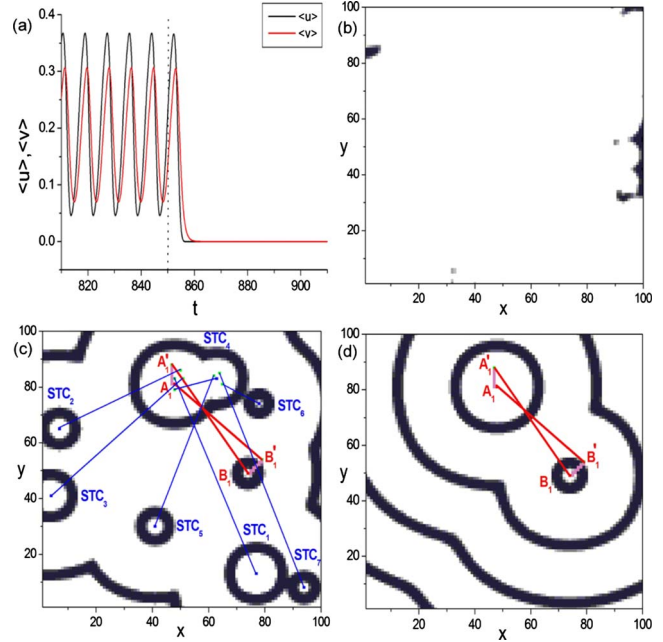 (a)
<u>
<v>
<u>,<v>
0.4
0.3
0.2
0.1
0.0
820
840
860
880
900
t
(b)
y
100
80
60
40
20
20
40
60
80
100
x
(c)
y
100
80
60
40
20
20
40
60
80
100
x
STC4
A'1
A1
STC2
STC6
B'1
B1
STC3
STC5
STC1
STC7
(d)
y
100
80
60
40
20
20
40
60
80
100
x
A'1
A1
B'1
B1